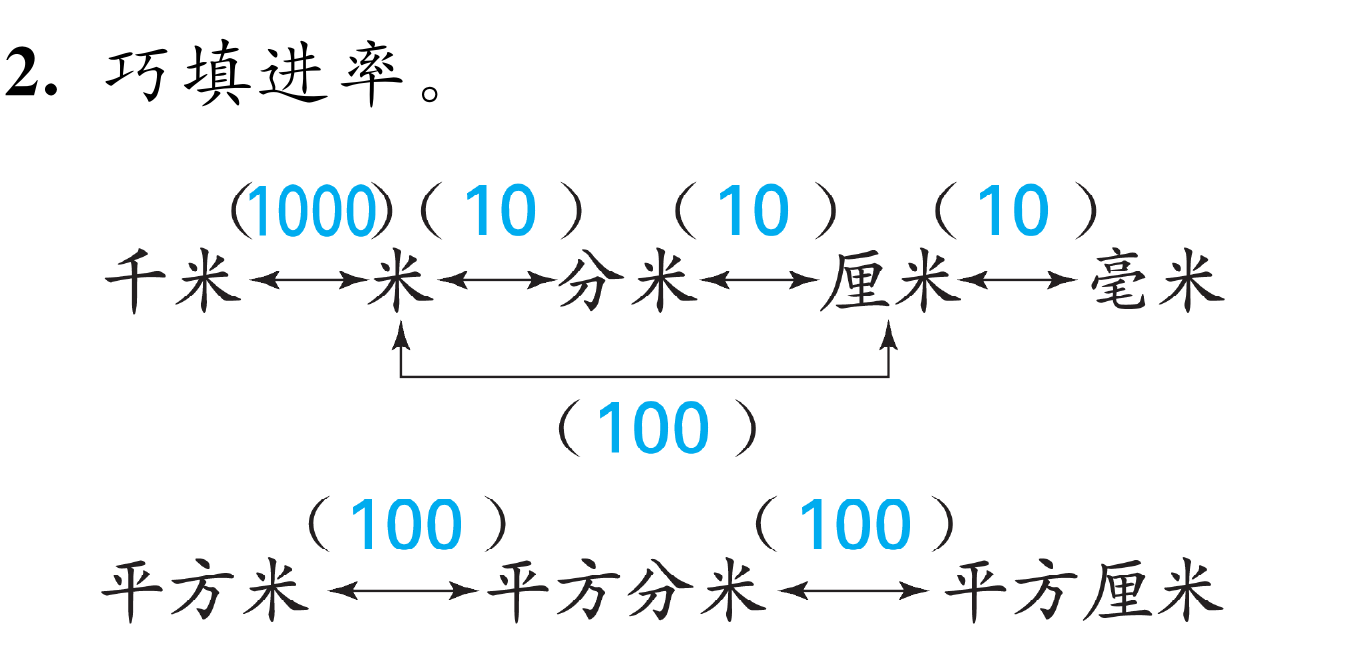 2. 巧填进率。
(1000)( 10 ) ( 10 ) ( 10 )
千米 米 分米 厘米 毫米
( 100 )
( 100 ) ( 100 )
平方米 平方分米 平方厘米